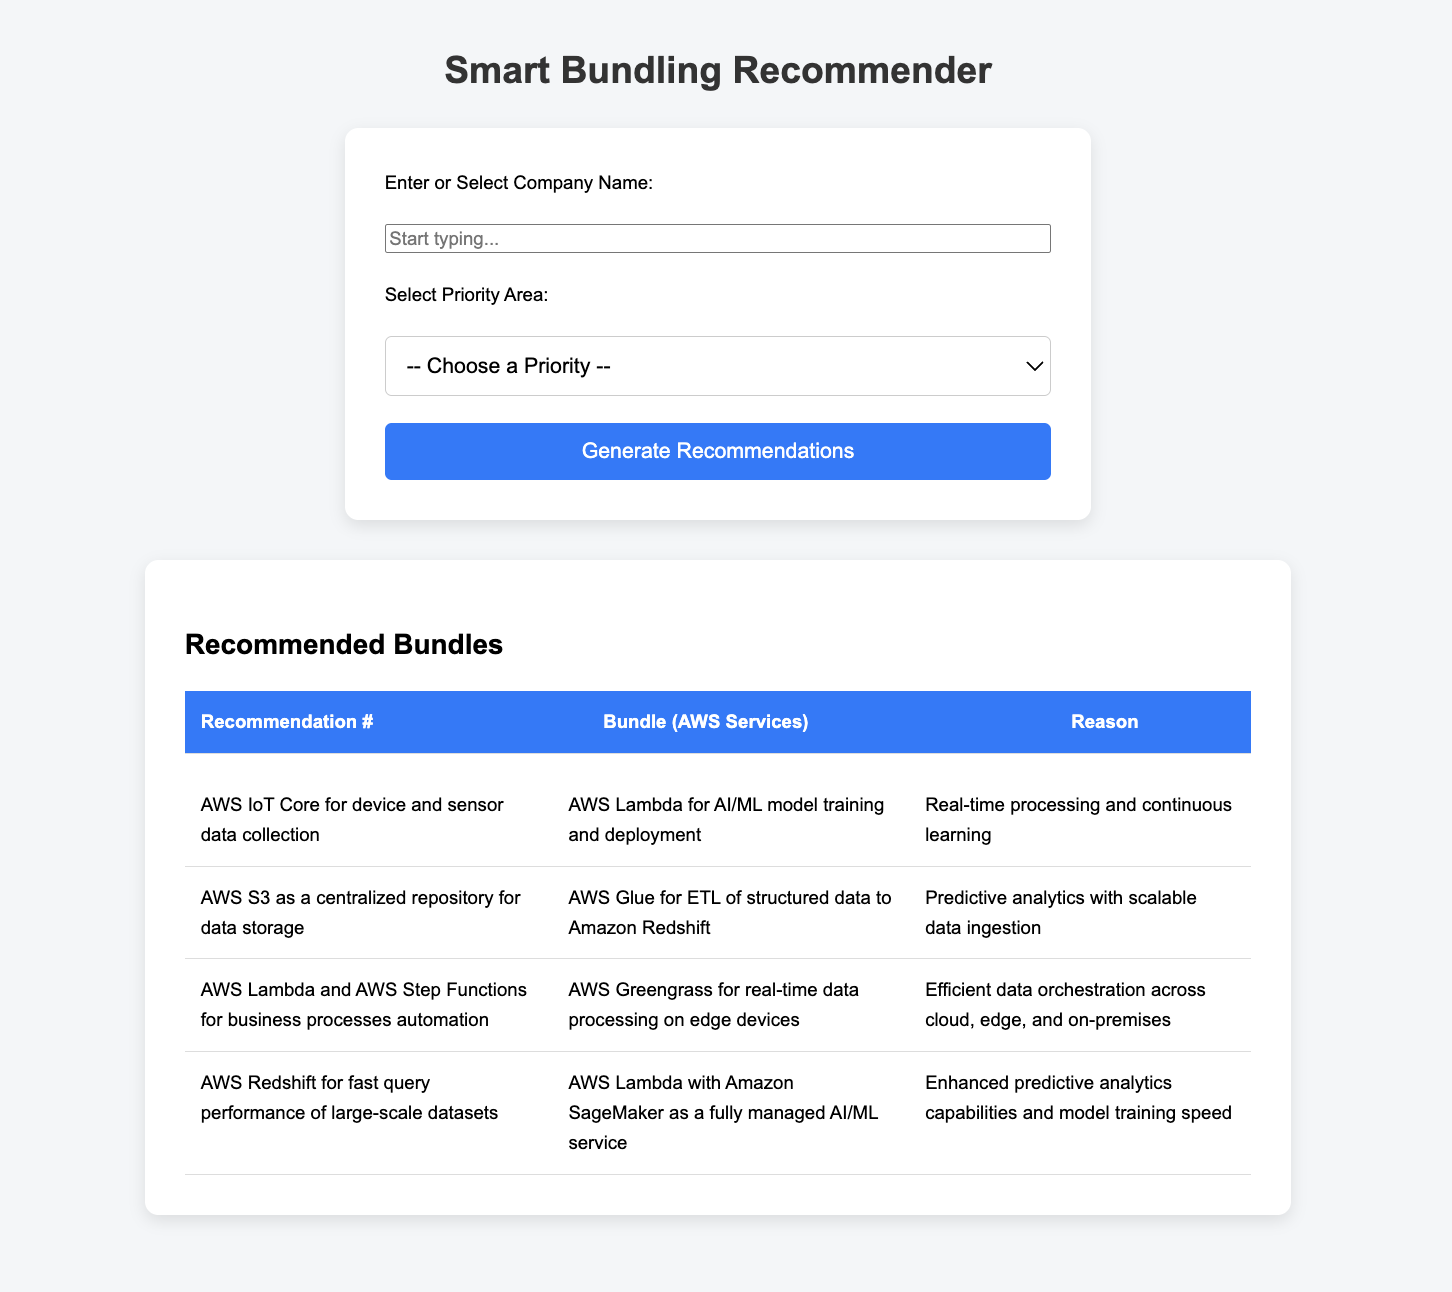 Smart Bundling Recommender
Enter or Select Company Name:
Start typing...
Select Priority Area:
-- Choose a Priority --
Generate Recommendations
Recommended Bundles
Recommendation # Bundle (AWS Services) Reason
AWS IoT Core for device and sensor
data collection
AWS Lambda for AI/ML model training
and deployment
Real-time processing and continuous
learning
AWS S3 as a centralized repository for
data storage
AWS Glue for ETL of structured data to
Amazon Redshift
Predictive analytics with scalable
data ingestion
AWS Lambda and AWS Step Functions
for business processes automation
AWS Greengrass for real-time data
processing on edge devices
Efficient data orchestration across
cloud, edge, and on-premises
AWS Redshift for fast query
performance of large-scale datasets
AWS Lambda with Amazon
SageMaker as a fully managed AI/ML
service
Enhanced predictive analytics
capabilities and model training speed